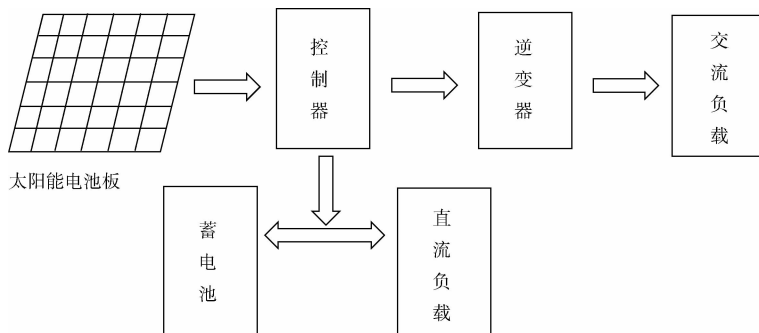 控制器
逆变器
交流负载
太阳能电池板
蓄电池
直流负载